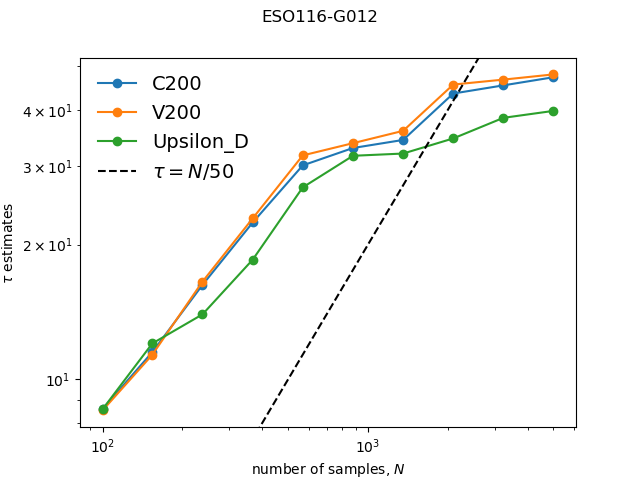 ESO116-G012
C200
V200
Upsilon_D
τ = N/50
τ estimates
4 × 10¹
3 × 10¹
2 × 10¹
10¹
10²
10³
number of samples, N